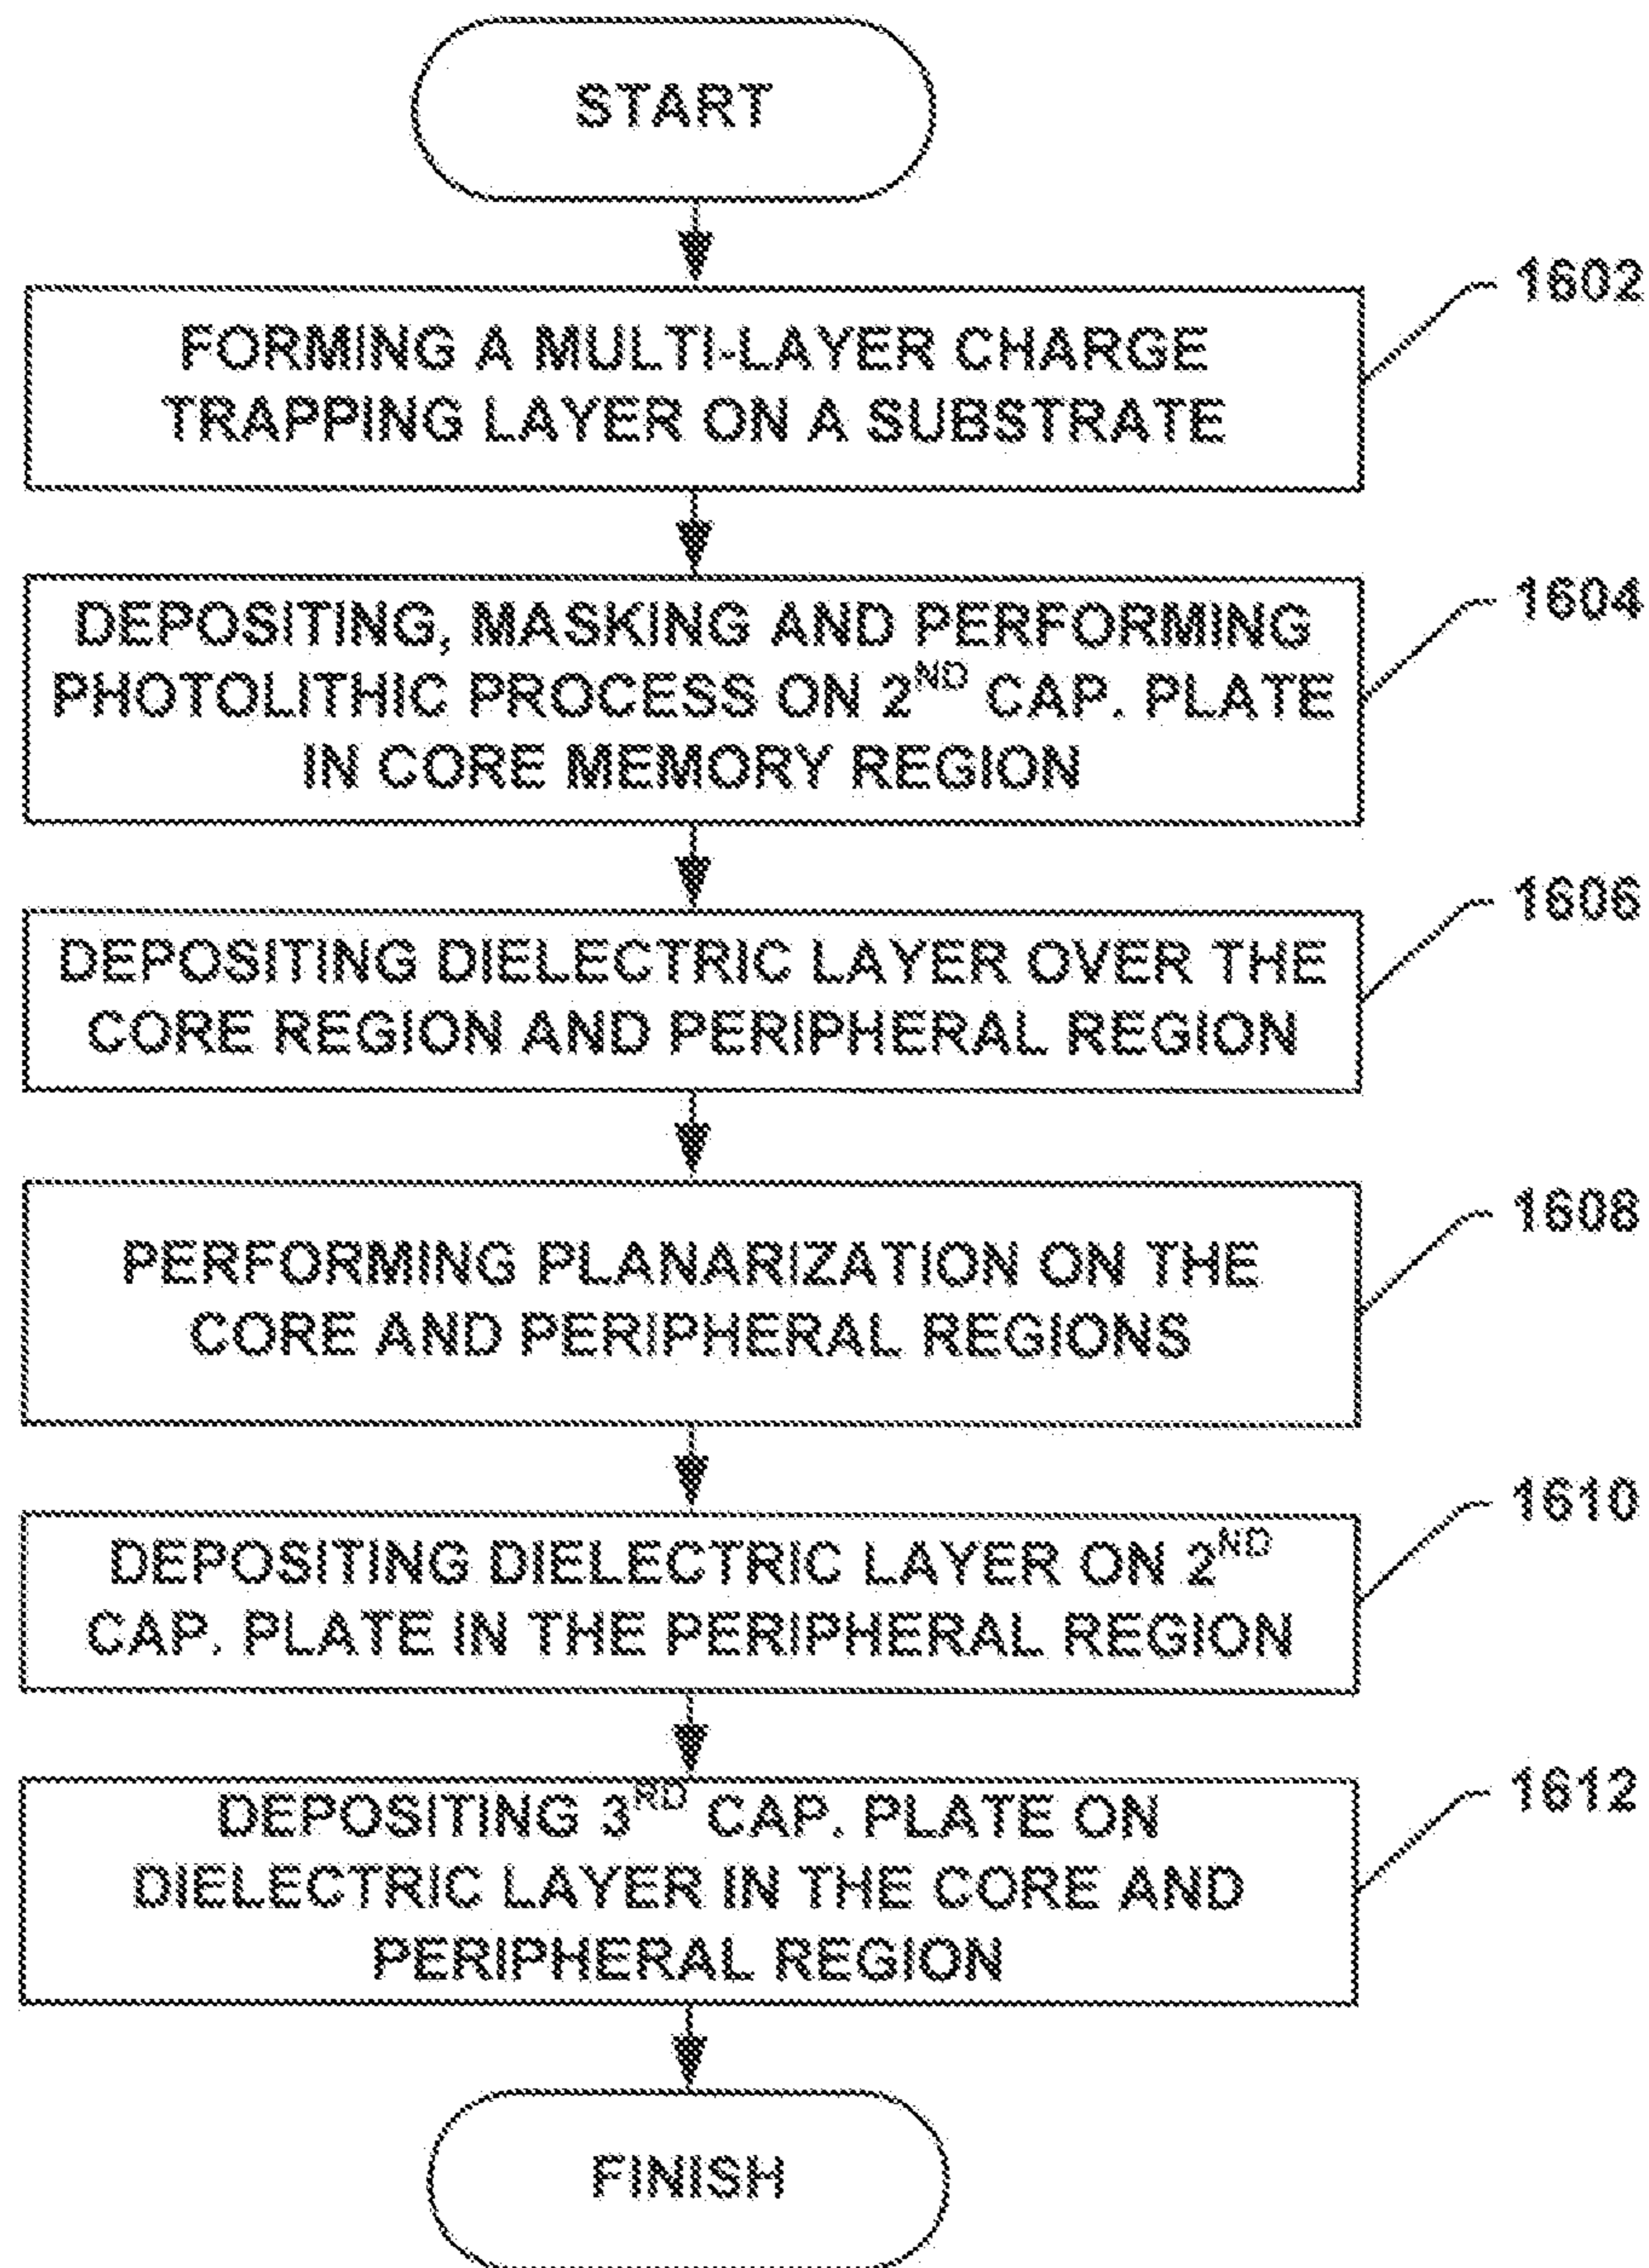 START
1602
FORMING A MULTI-LAYER CHARGE
TRAPPING LAYER ON A SUBSTRATE
1604
DEPOSITING, MASKING AND PERFORMING
PHOTOLITHIC PROCESS ON 2ND CAP. PLATE
IN CORE MEMORY REGION
1606
DEPOSITING DIELECTRIC LAYER OVER THE
CORE REGION AND PERIPHERAL REGION
1608
PERFORMING PLANARIZATION ON THE
CORE AND PERIPHERAL REGIONS
1610
DEPOSITING DIELECTRIC LAYER ON 2ND
CAP. PLATE IN THE PERIPHERAL REGION
1612
DEPOSITING 3RD CAP. PLATE ON
DIELECTRIC LAYER IN THE CORE AND
PERIPHERAL REGION
FINISH